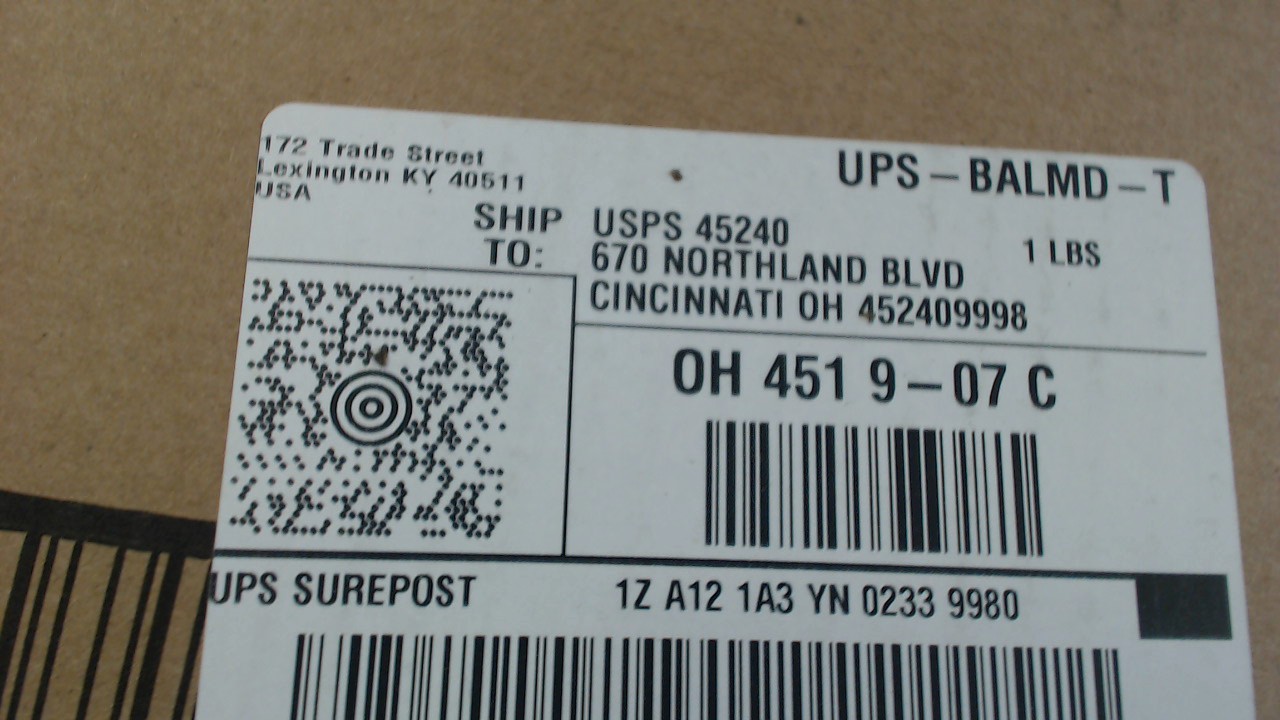 172 Trade Street
Lexington KY 40511
USA
UPS – BALMD – T
SHIP TO:
USPS 45240
670 NORTHLAND BLVD
CINCINNATI OH 452409998
1 LBS
OH 451 9 – 07 C
UPS SUREPOST
1Z A12 1A3 YN 0233 9980